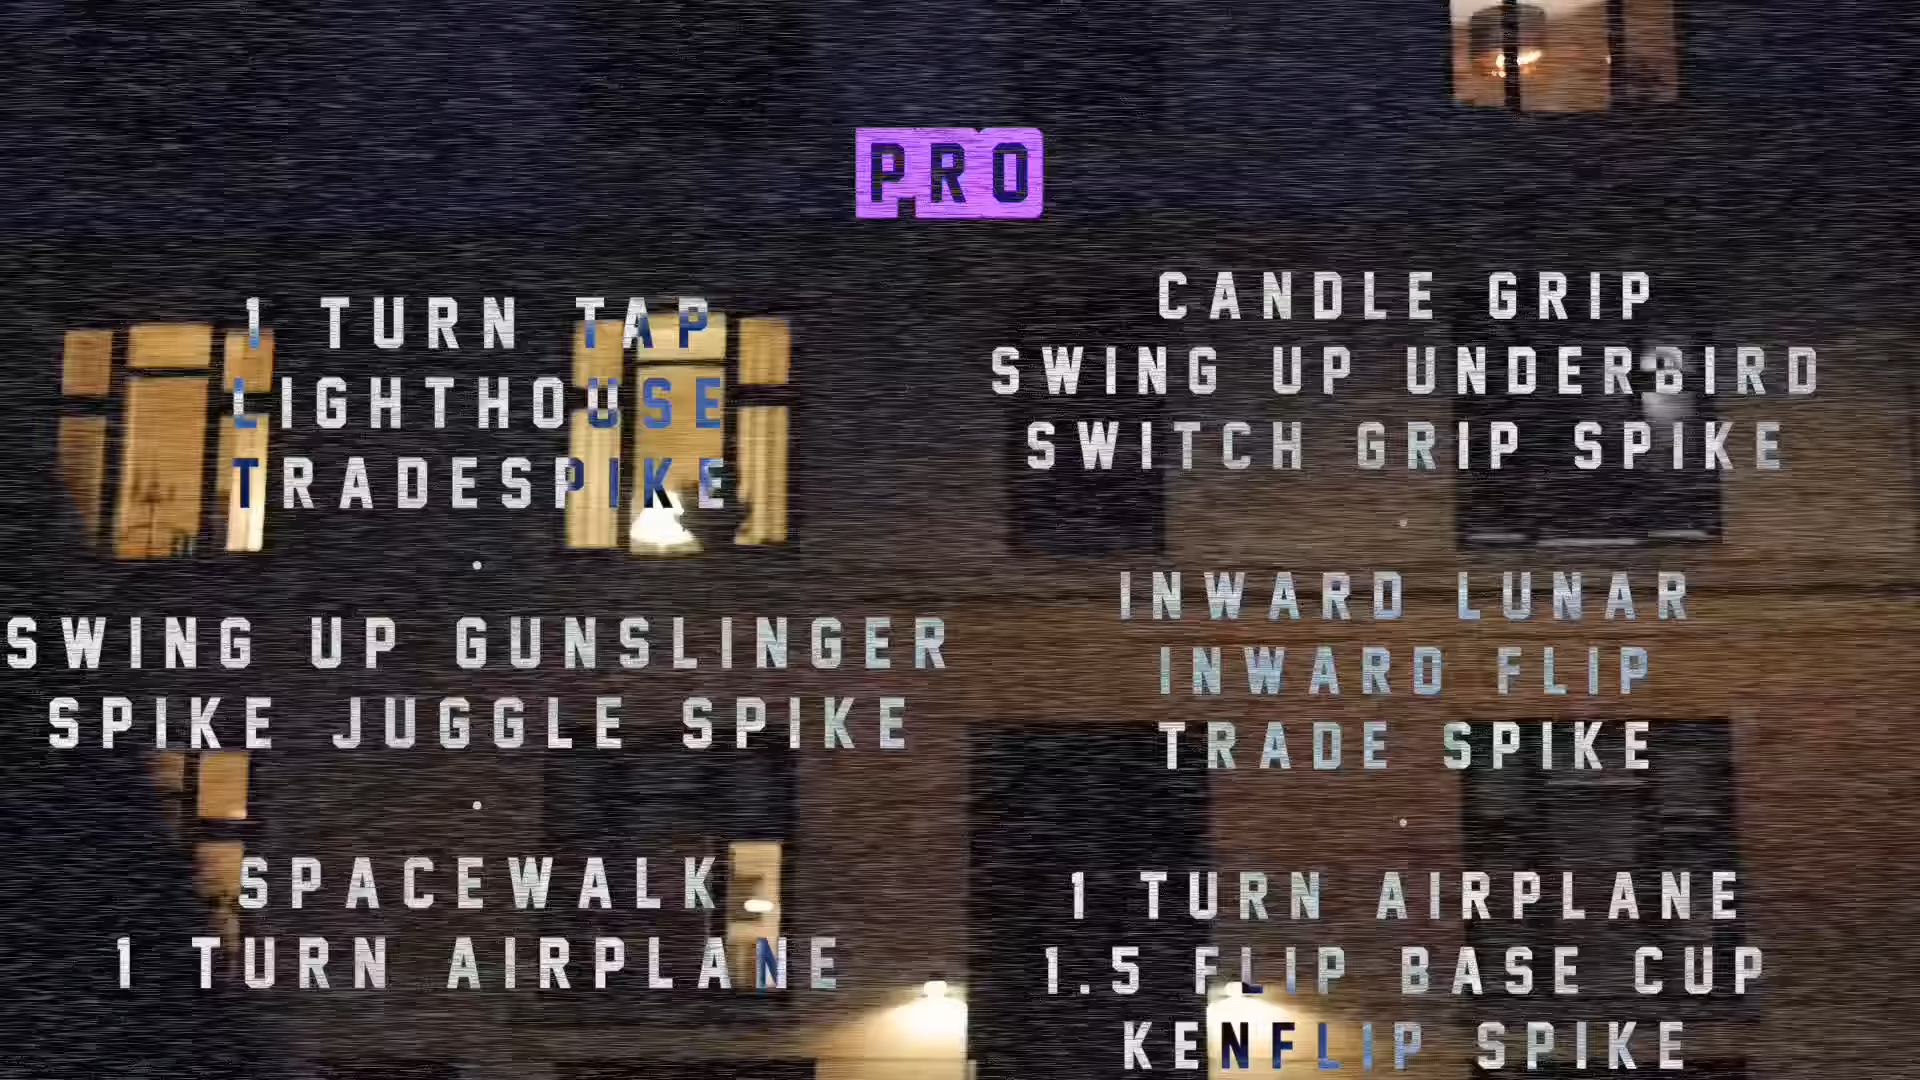 PRO
1 TURN TAP
LIGHTHOUSE
TRADESPIKE
SWING UP GUNSLINGER
SPIKE JUGGLE SPIKE
SPACEWALK
1 TURN AIRPLANE
CANDLE GRIP
SWING UP UNDERBIRD
SWITCH GRIP SPIKE
INWARD LUNAR
INWARD FLIP
TRADE SPIKE
1 TURN AIRPLANE
1.5 FLIP BASE CUP
KENFLIP SPIKE